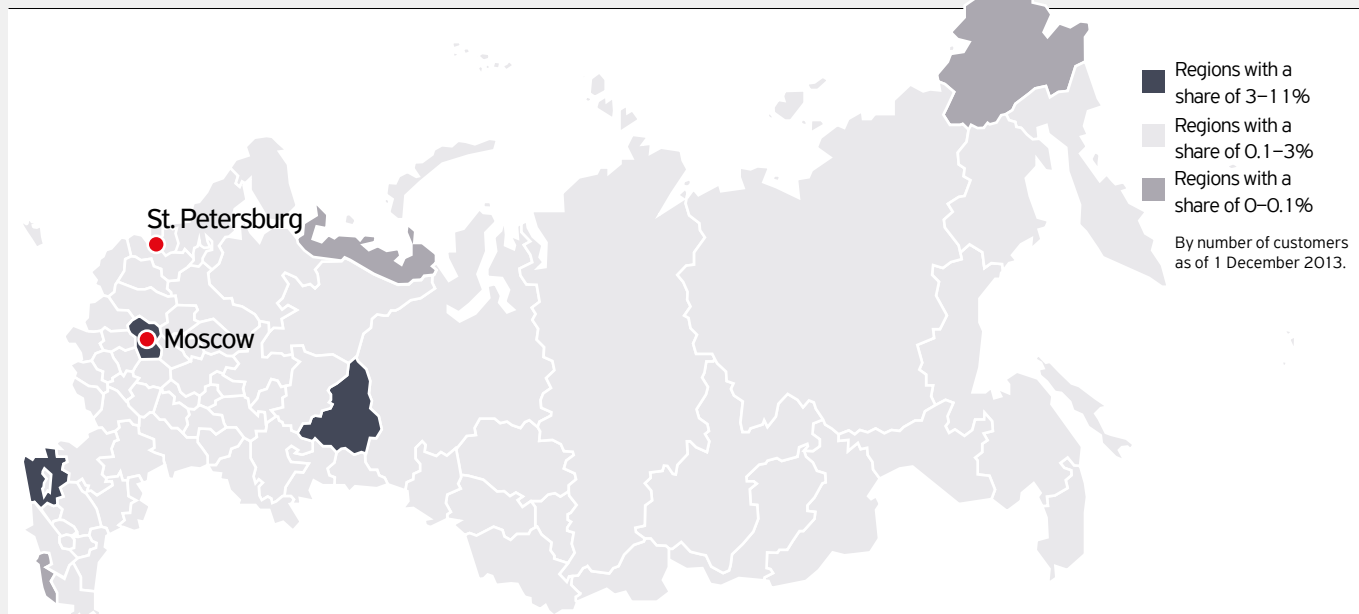 Regions with a
share of 3–11%
Regions with a
share of 0.1–3%
Regions with a
share of 0–0.1%
By number of customers
as of 1 December 2013.
St. Petersburg
Moscow